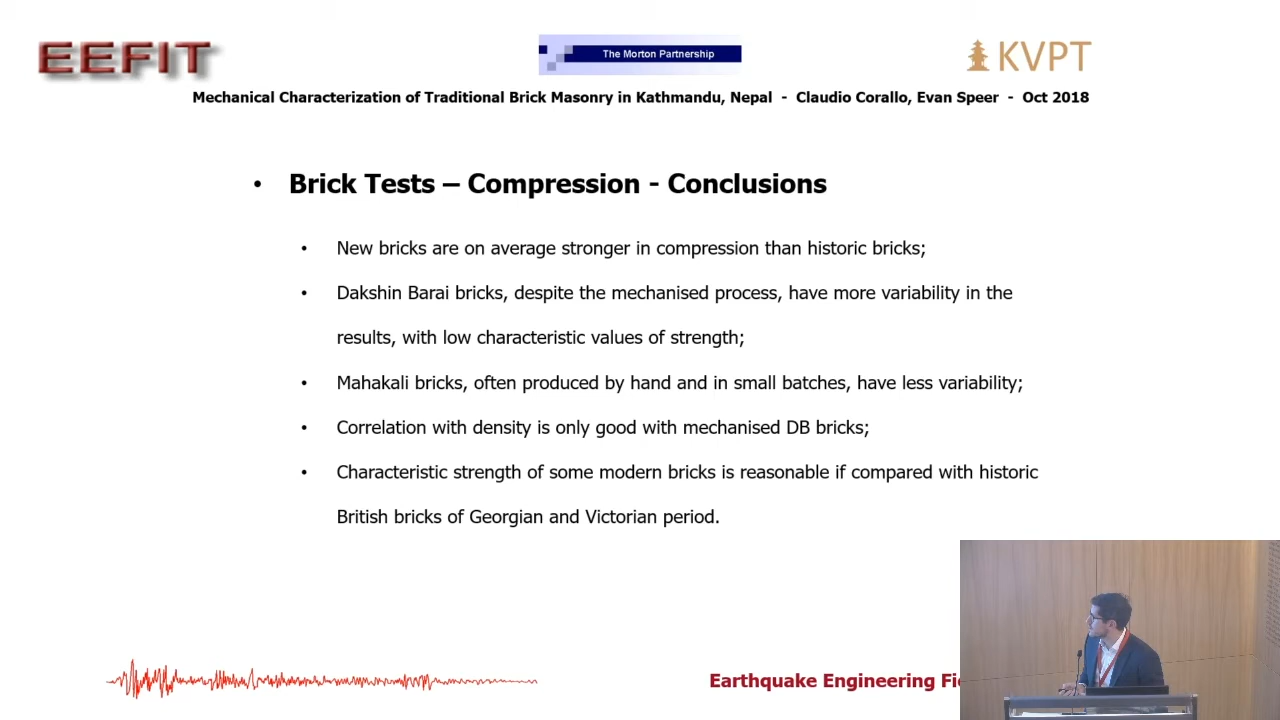 EEFIT
The Morton Partnership
KVPT
Mechanical Characterization of Traditional Brick Masonry in Kathmandu, Nepal - Claudio Corallo, Evan Speer - Oct 2018
• Brick Tests – Compression - Conclusions
• New bricks are on average stronger in compression than historic bricks;
• Dakshin Barai bricks, despite the mechanised process, have more variability in the
results, with low characteristic values of strength;
• Mahakali bricks, often produced by hand and in small batches, have less variability;
• Correlation with density is only good with mechanised DB bricks;
• Characteristic strength of some modern bricks is reasonable if compared with historic
British bricks of Georgian and Victorian period.
Earthquake Engineering